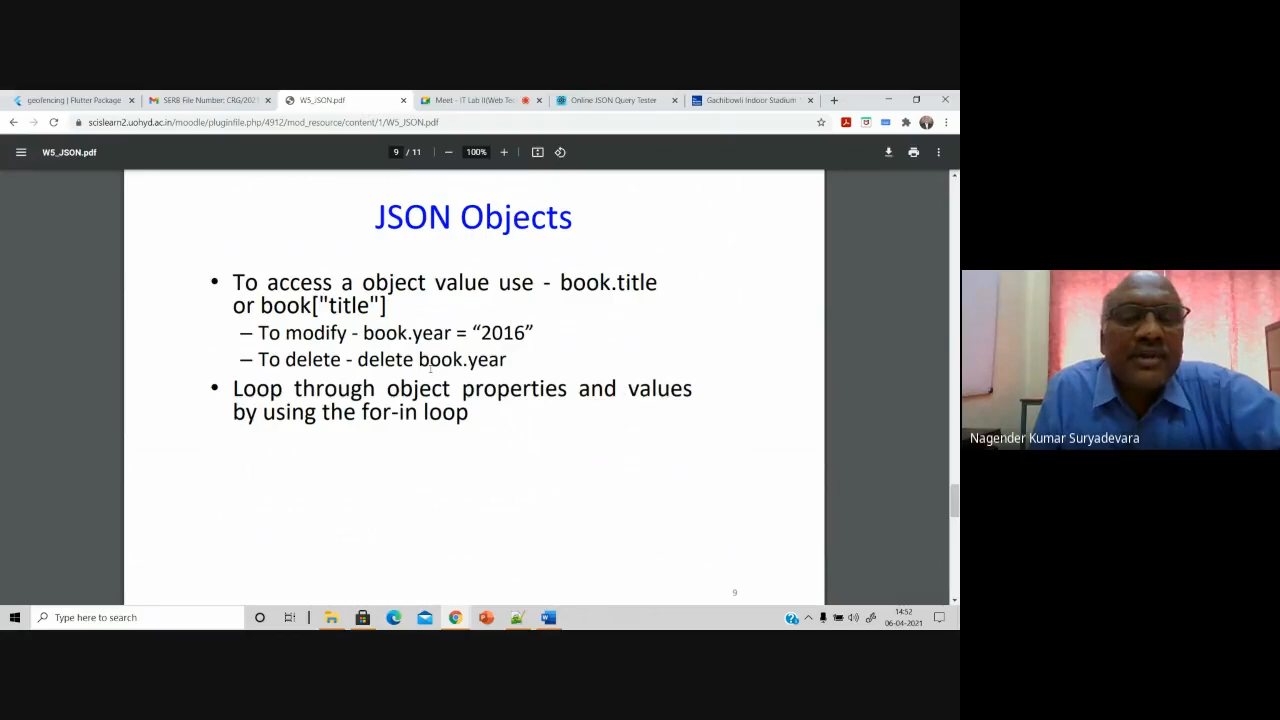 geofencing | Flutter Package
SERB File Number: CRG/2021
W5_JSON.pdf
Meet - IT Lab II(Web Tec
Online JSON Query Tester
Gachibowli Indoor Stadium
scislearn2.uohyd.ac.in/moodle/pluginfile.php/4912/mod_resource/content/1/W5_JSON.pdf
W5_JSON.pdf
9 / 11
100%
JSON Objects
• To access a object value use - book.title
or book["title"]
– To modify - book.year = “2016”
– To delete - delete book.year
• Loop through object properties and values
by using the for-in loop
9
Nagender Kumar Suryadevara
Type here to search
14:52
06-04-2021